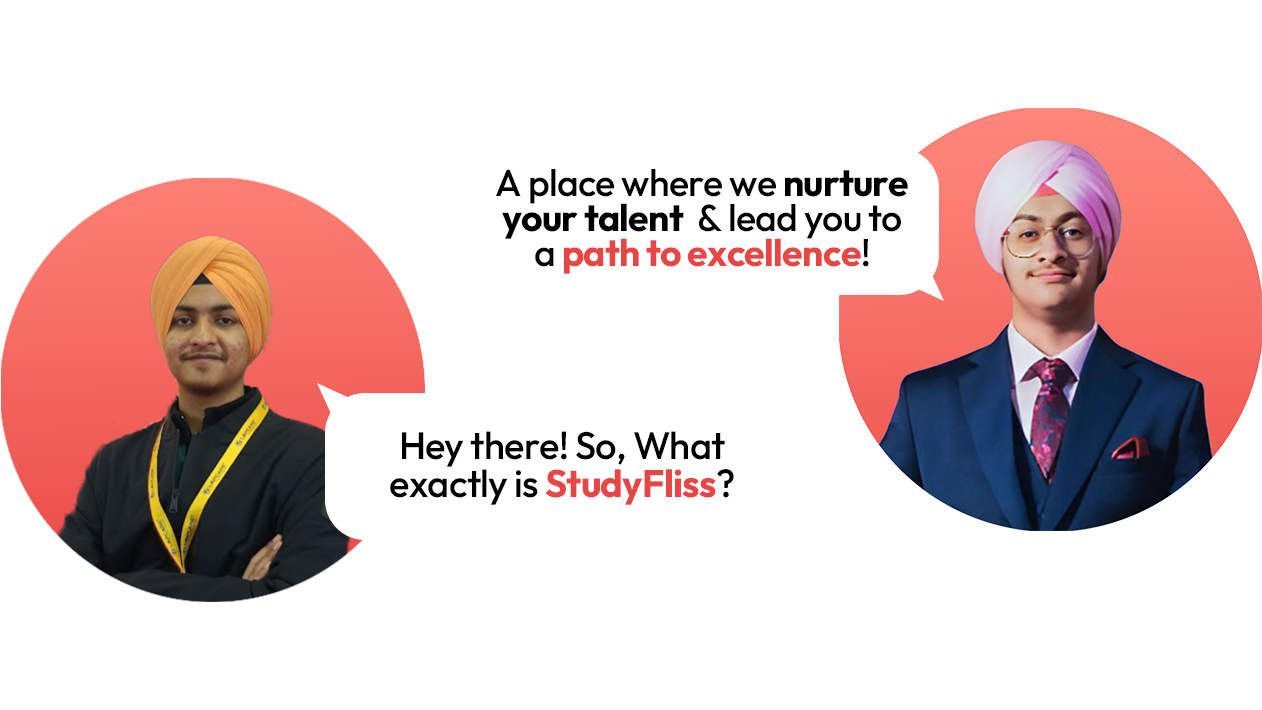 A place where we nurture
your talent & lead you to
a path to excellence!
Hey there! So, What
exactly is StudyFliss?